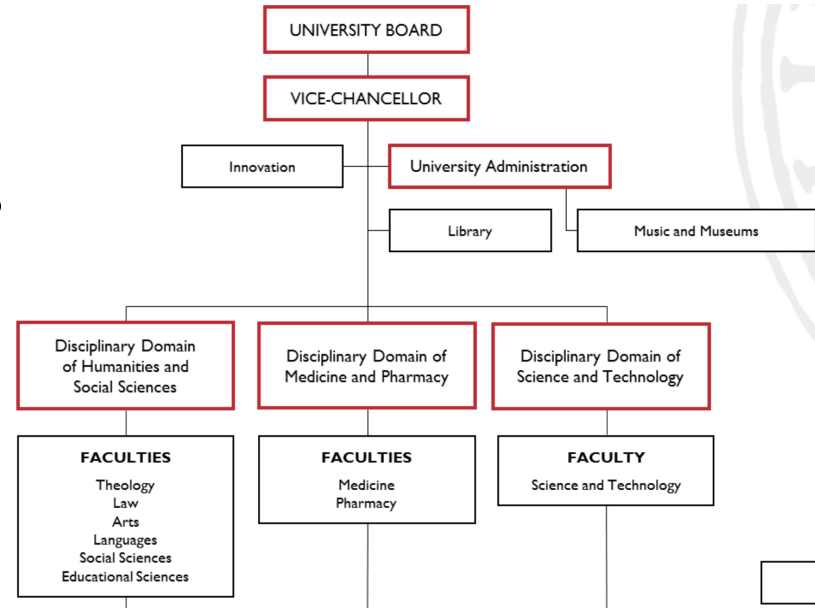 UNIVERSITY BOARD
VICE-CHANCELLOR
Innovation
University Administration
Library
Music and Museums
Disciplinary Domain
of Humanities and
Social Sciences
Disciplinary Domain of
Medicine and Pharmacy
Disciplinary Domain of
Science and Technology
FACULTIES
Theology
Law
Arts
Languages
Social Sciences
Educational Sciences
FACULTIES
Medicine
Pharmacy
FACULTY
Science and Technology